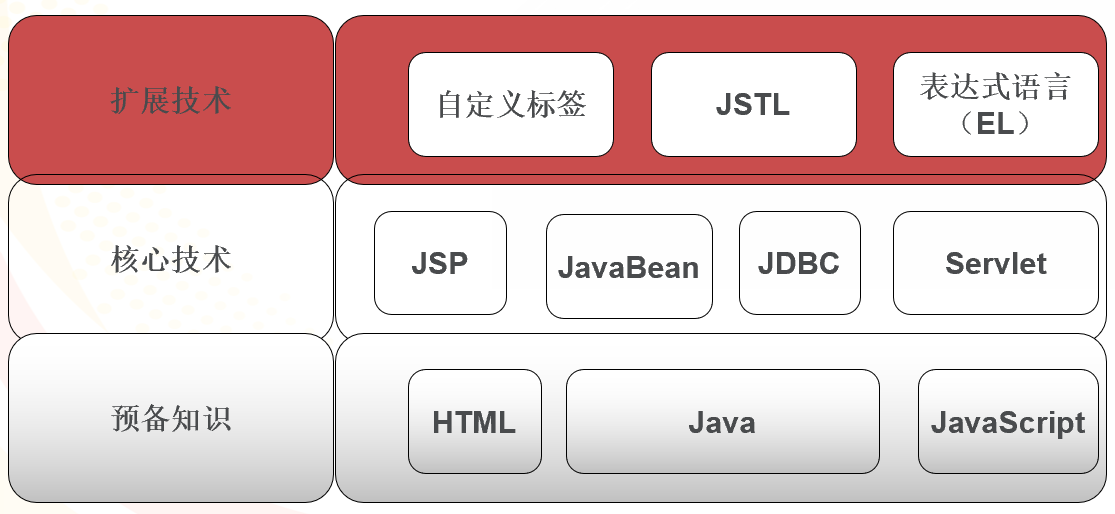 扩展技术
自定义标签
JSTL
表达式语言
（EL）
核心技术
JSP
JavaBean
JDBC
Servlet
预备知识
HTML
Java
JavaScript